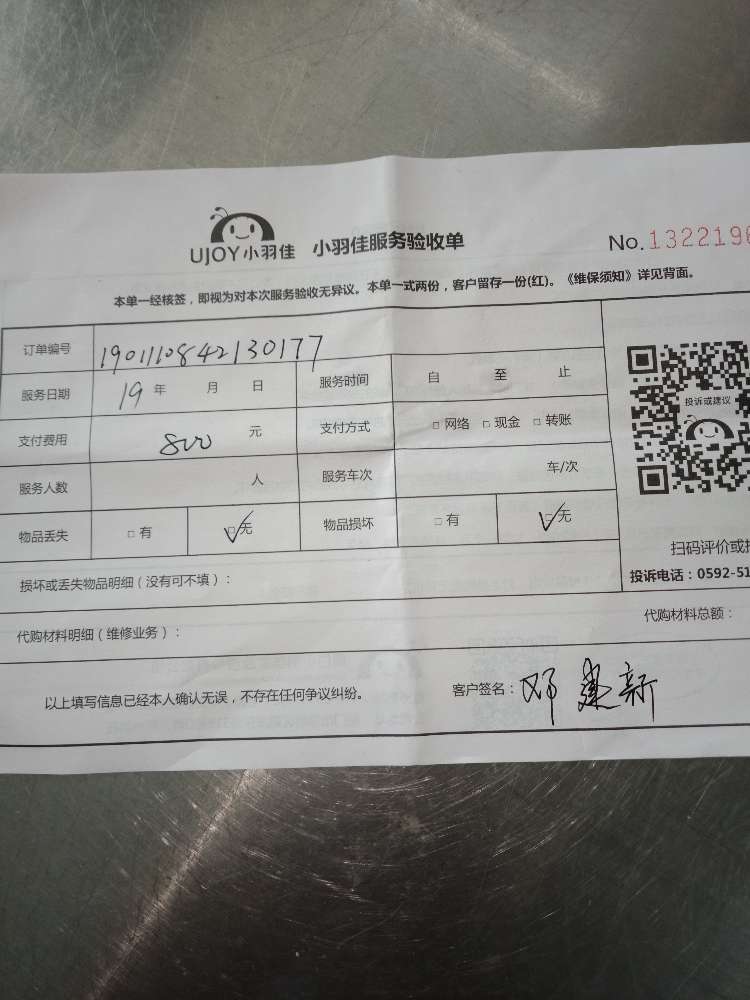 UJOY小羽佳 小羽佳服务验收单 No.132219
本单一经核签，即视为对本次服务验收无异议。本单一式两份，客户留存一份(红)。《维保须知》详见背面。
订单编号 1901110842130177
服务日期 19 年 月 日 服务时间 自 至 止
投诉或建议
支付费用 800 元 支付方式 □ 网络 □ 现金 □ 转账
服务人数 人 服务车次 车/次
物品丢失 □ 有 ☑ 无 物品损坏 □ 有 ☑ 无
扫码评价或
损坏或丢失物品明细（没有可不填）：
投诉电话：0592-51
代购材料明细（维修业务）： 代购材料总额：
以上填写信息已经本人确认无误，不存在任何争议纠纷。 客户签名：邓建新